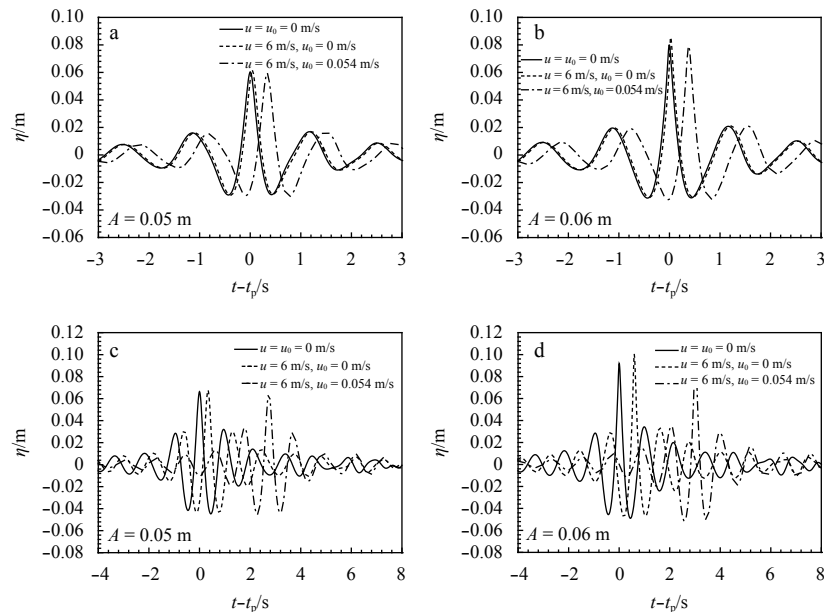 a
u = u₀ = 0 m/s
u = 6 m/s, u₀ = 0 m/s
u = 6 m/s, u₀ = 0.054 m/s
0.10
0.08
0.06
0.04
0.02
0
−0.02
−0.04
−0.06
η/m
A = 0.05 m
−3 −2 −1 0 1 2 3
t−tₚ/s
b
u = u₀ = 0 m/s
u = 6 m/s, u₀ = 0 m/s
u = 6 m/s, u₀ = 0.054 m/s
0.10
0.08
0.06
0.04
0.02
0
−0.02
−0.04
−0.06
−0.08
η/m
A = 0.06 m
−3 −2 −1 0 1 2 3
t−tₚ/s
c
u = u₀ = 0 m/s
u = 6 m/s, u₀ = 0 m/s
u = 6 m/s, u₀ = 0.054 m/s
0.12
0.10
0.08
0.06
0.04
0.02
0
−0.02
−0.04
−0.06
−0.08
η/m
A = 0.05 m
−4 −2 0 2 4 6 8
t−tₚ/s
d
u = u₀ = 0 m/s
u = 6 m/s, u₀ = 0 m/s
u = 6 m/s, u₀ = 0.054 m/s
0.12
0.10
0.08
0.06
0.04
0.02
0
−0.02
−0.04
−0.06
−0.08
η/m
A = 0.06 m
−4 −2 0 2 4 6 8
t−tₚ/s